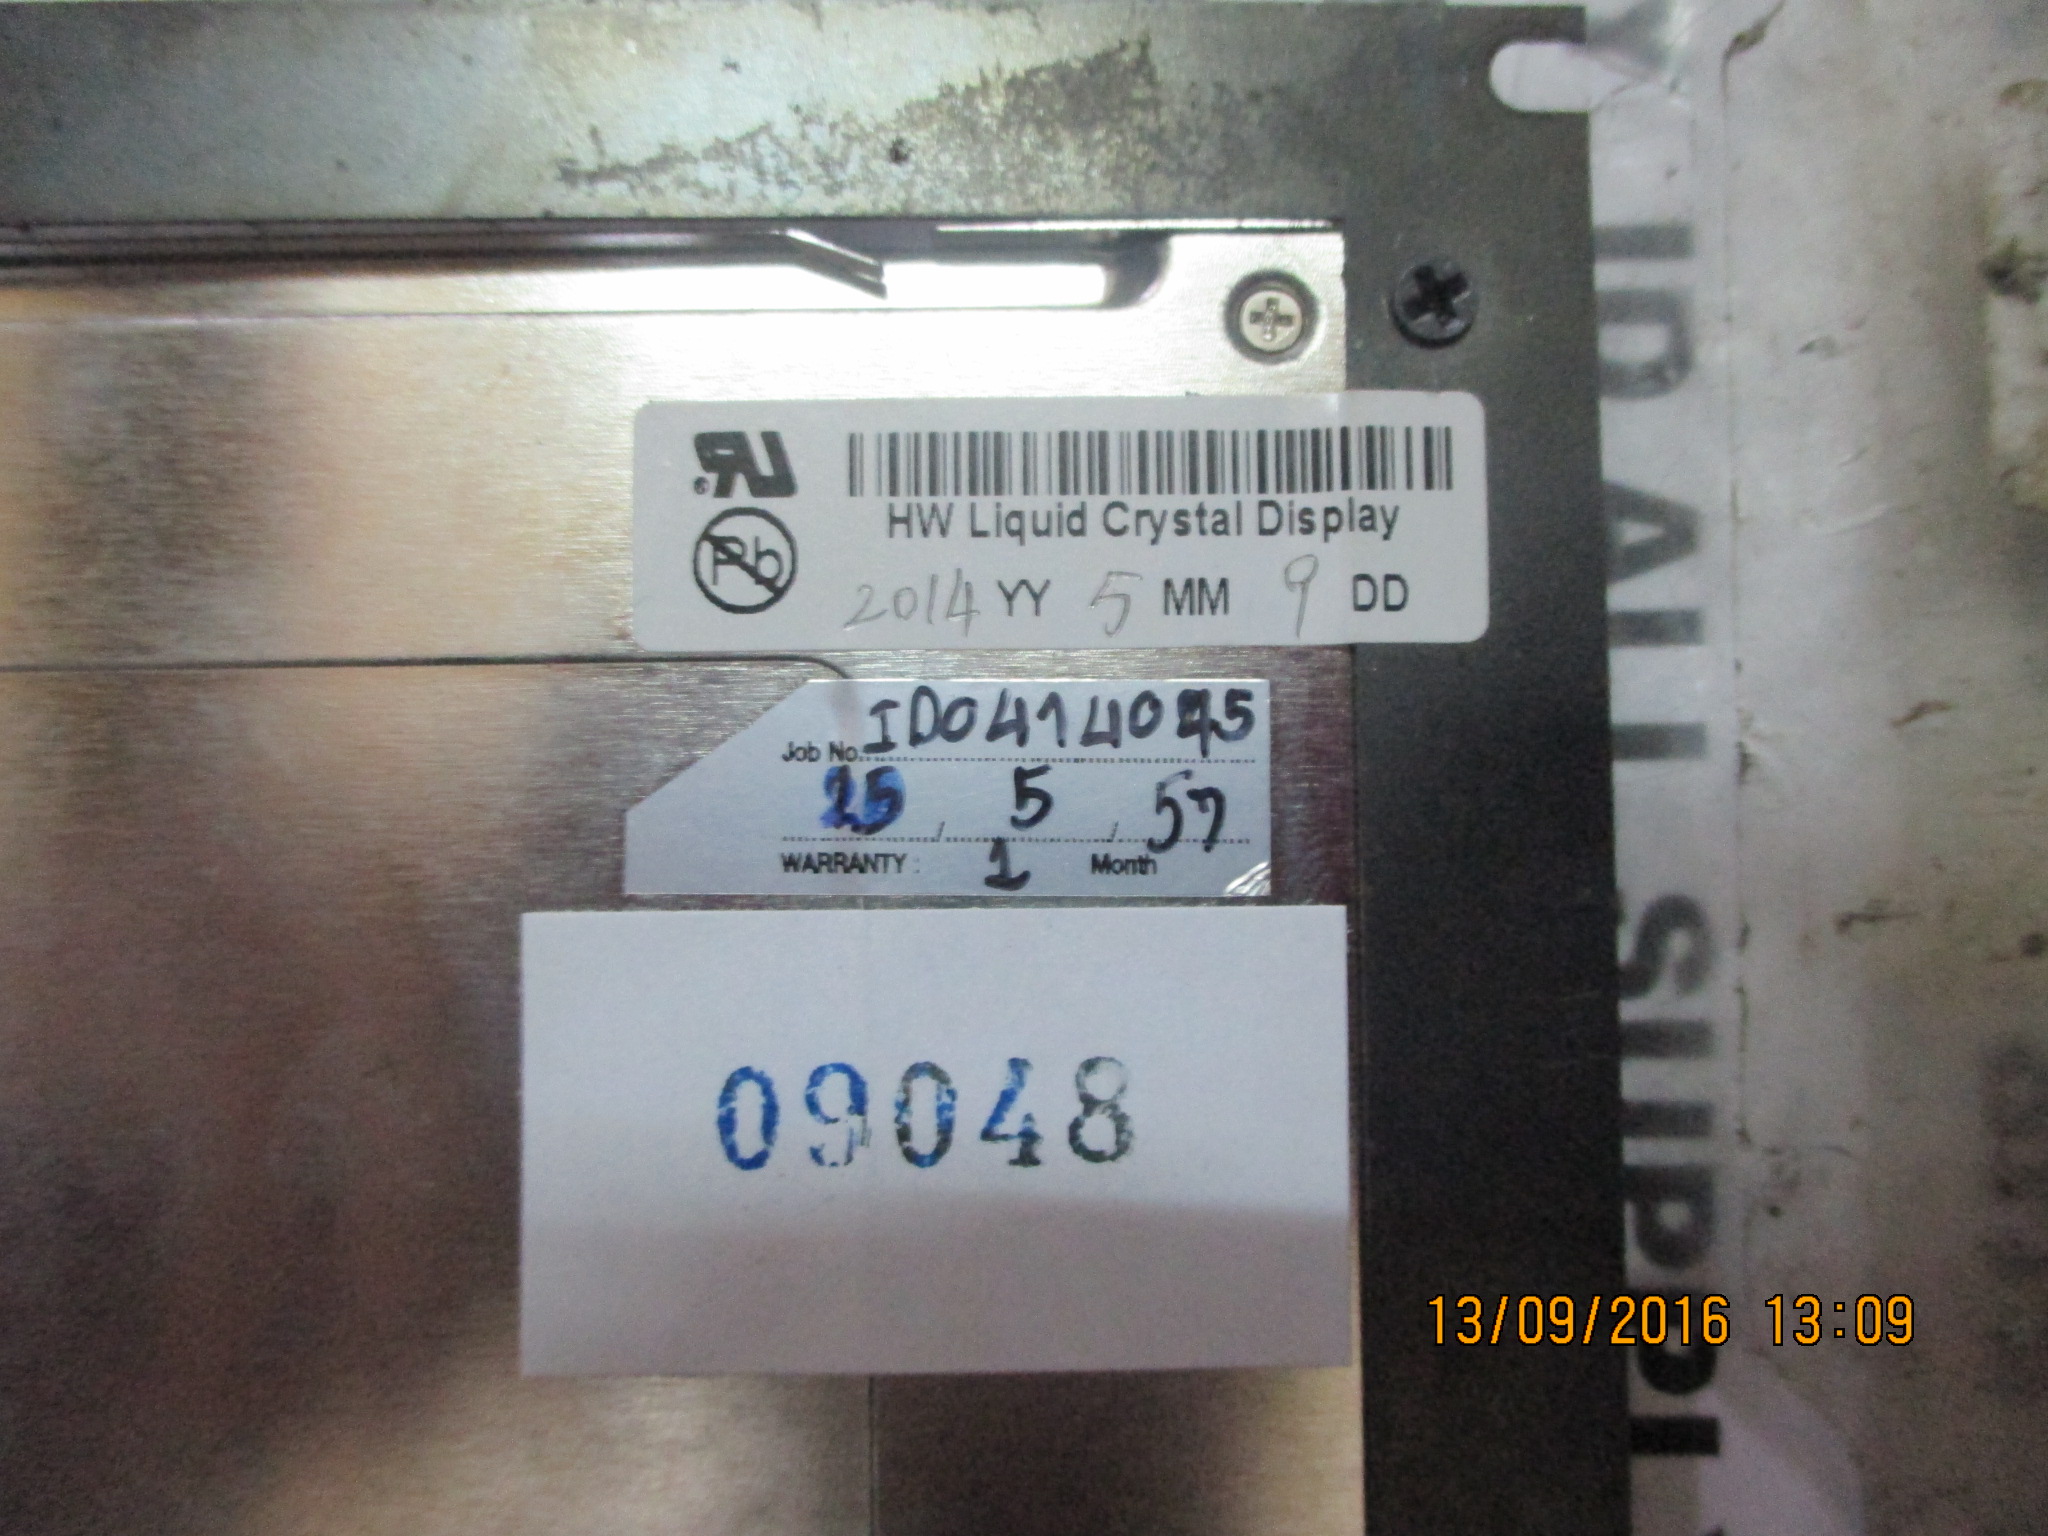 HW Liquid Crystal Display
2014 YY 5 MM 9 DD
Pb
Job No.
25 / 5 / 57
WARRANTY : 1 Month
09048
13/09/2016 13:09